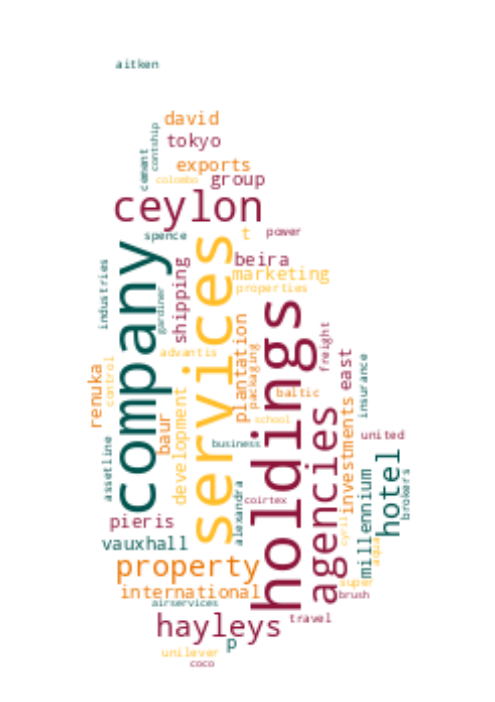 aitken
david
contship
tokyo
cement
exports
colombo
group
ceylon
spence
t
power
company
services
beira
industries
shipping
marketing
gardiner
properties
holdings
plantation
freight
advantis
packaging
east
renuka
control
insurance
development
baltic
investments
baur
school
agencies
united
business
assetline
hotel
alexandra
coirtex
millennium
brokers
pieris
vauxhall
cyril
aqua
property
super
international
brush
airservices
hayleys
travel
p
unilever
coco